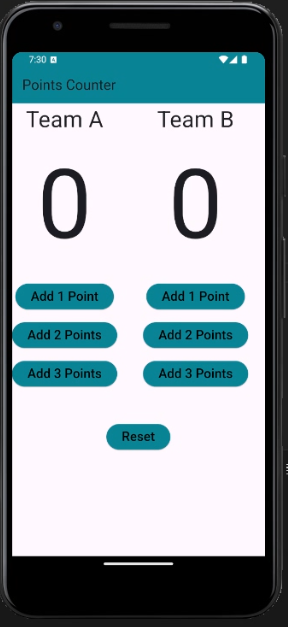 7:30
Points Counter
Team A Team B
0 0
Add 1 Point Add 1 Point
Add 2 Points Add 2 Points
Add 3 Points Add 3 Points
Reset